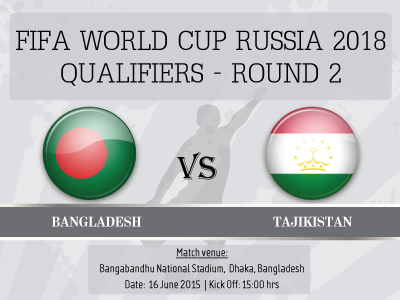 FIFA WORLD CUP RUSSIA 2018
QUALIFIERS - ROUND 2
VS
BANGLADESH
TAJIKISTAN
Match venue:
Bangabandhu National Stadium, Dhaka, Bangladesh
Date: 16 June 2015 | Kick Off: 15:00 hrs